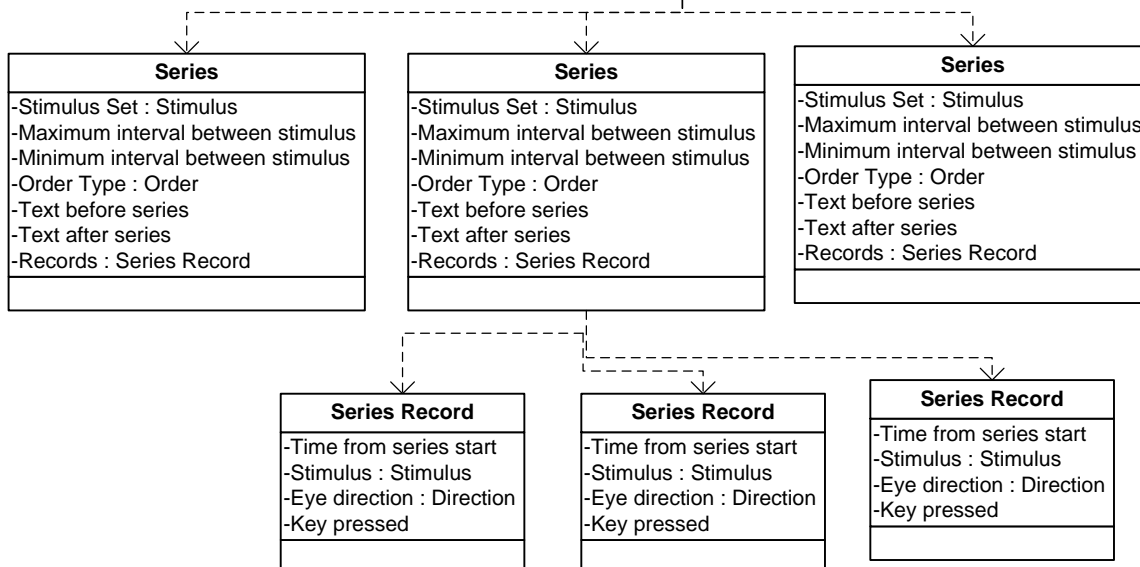 Series
-Stimulus Set : Stimulus
-Maximum interval between stimulus
-Minimum interval between stimulus
-Order Type : Order
-Text before series
-Text after series
-Records : Series Record
Series
-Stimulus Set : Stimulus
-Maximum interval between stimulus
-Minimum interval between stimulus
-Order Type : Order
-Text before series
-Text after series
-Records : Series Record
Series
-Stimulus Set : Stimulus
-Maximum interval between stimulus
-Minimum interval between stimulus
-Order Type : Order
-Text before series
-Text after series
-Records : Series Record
Series Record
-Time from series start
-Stimulus : Stimulus
-Eye direction : Direction
-Key pressed
Series Record
-Time from series start
-Stimulus : Stimulus
-Eye direction : Direction
-Key pressed
Series Record
-Time from series start
-Stimulus : Stimulus
-Eye direction : Direction
-Key pressed